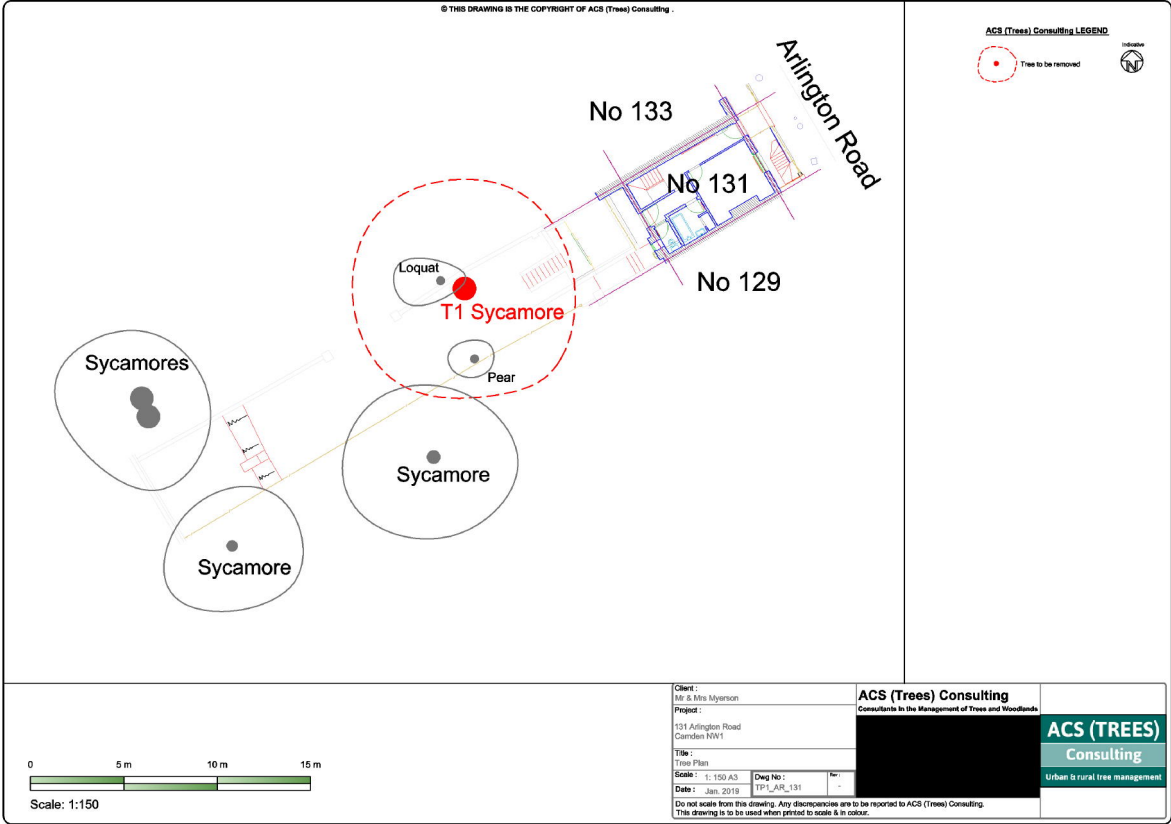 © THIS DRAWING IS THE COPYRIGHT OF ACS (Trees) Consulting .
ACS (Trees) Consulting LEGEND
Tree to be removed
Indicative
N
Arlington Road
No 133
No 131
No 129
Loquat
T1 Sycamore
Pear
Sycamores
Sycamore
Sycamore
0 5 m 10 m 15 m
Scale: 1:150
Client :
Mr & Mrs Myerson
Project :
131 Arlington Road
Camden NW1
Title :
Tree Plan
Scale : 1: 150 A3
Date : Jan. 2019
Dwg No :
TP1_AR_131
Rev :
-
ACS (Trees) Consulting
Consultants in the Management of Trees and Woodlands
ACS (TREES)
Consulting
Urban & rural tree management
Do not scale from this drawing. Any discrepancies are to be reported to ACS (Trees) Consulting.
This drawing is to be used when printed to scale & in colour.